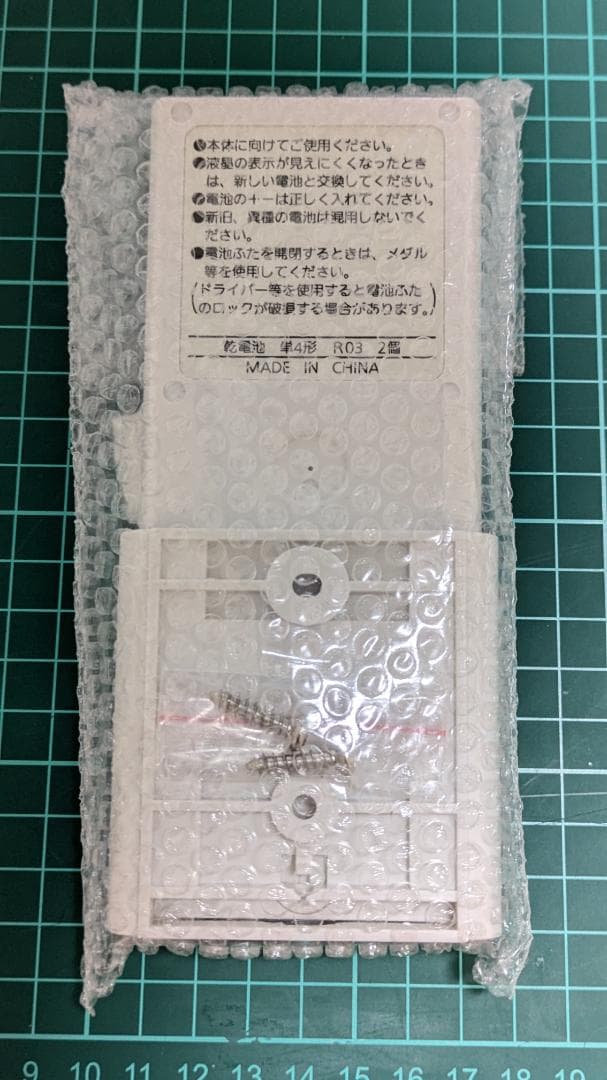 ●本体に向けてご使用ください。
●液晶の表示が見えにくくなったとき
は、新しい電池と交換してください。
●電池の＋－は正しく入れてください。
●新旧、異種の電池は混用しないでく
ださい。
●電池ふたを開閉するときは、メダル
等を使用してください。
(ドライバー等を使用すると電池ふた
のロックが破損する場合があります。)
乾電池 単4形 R03 2個
MADE IN CHINA
9 10 11 12 13 14 15 16 17 18 19